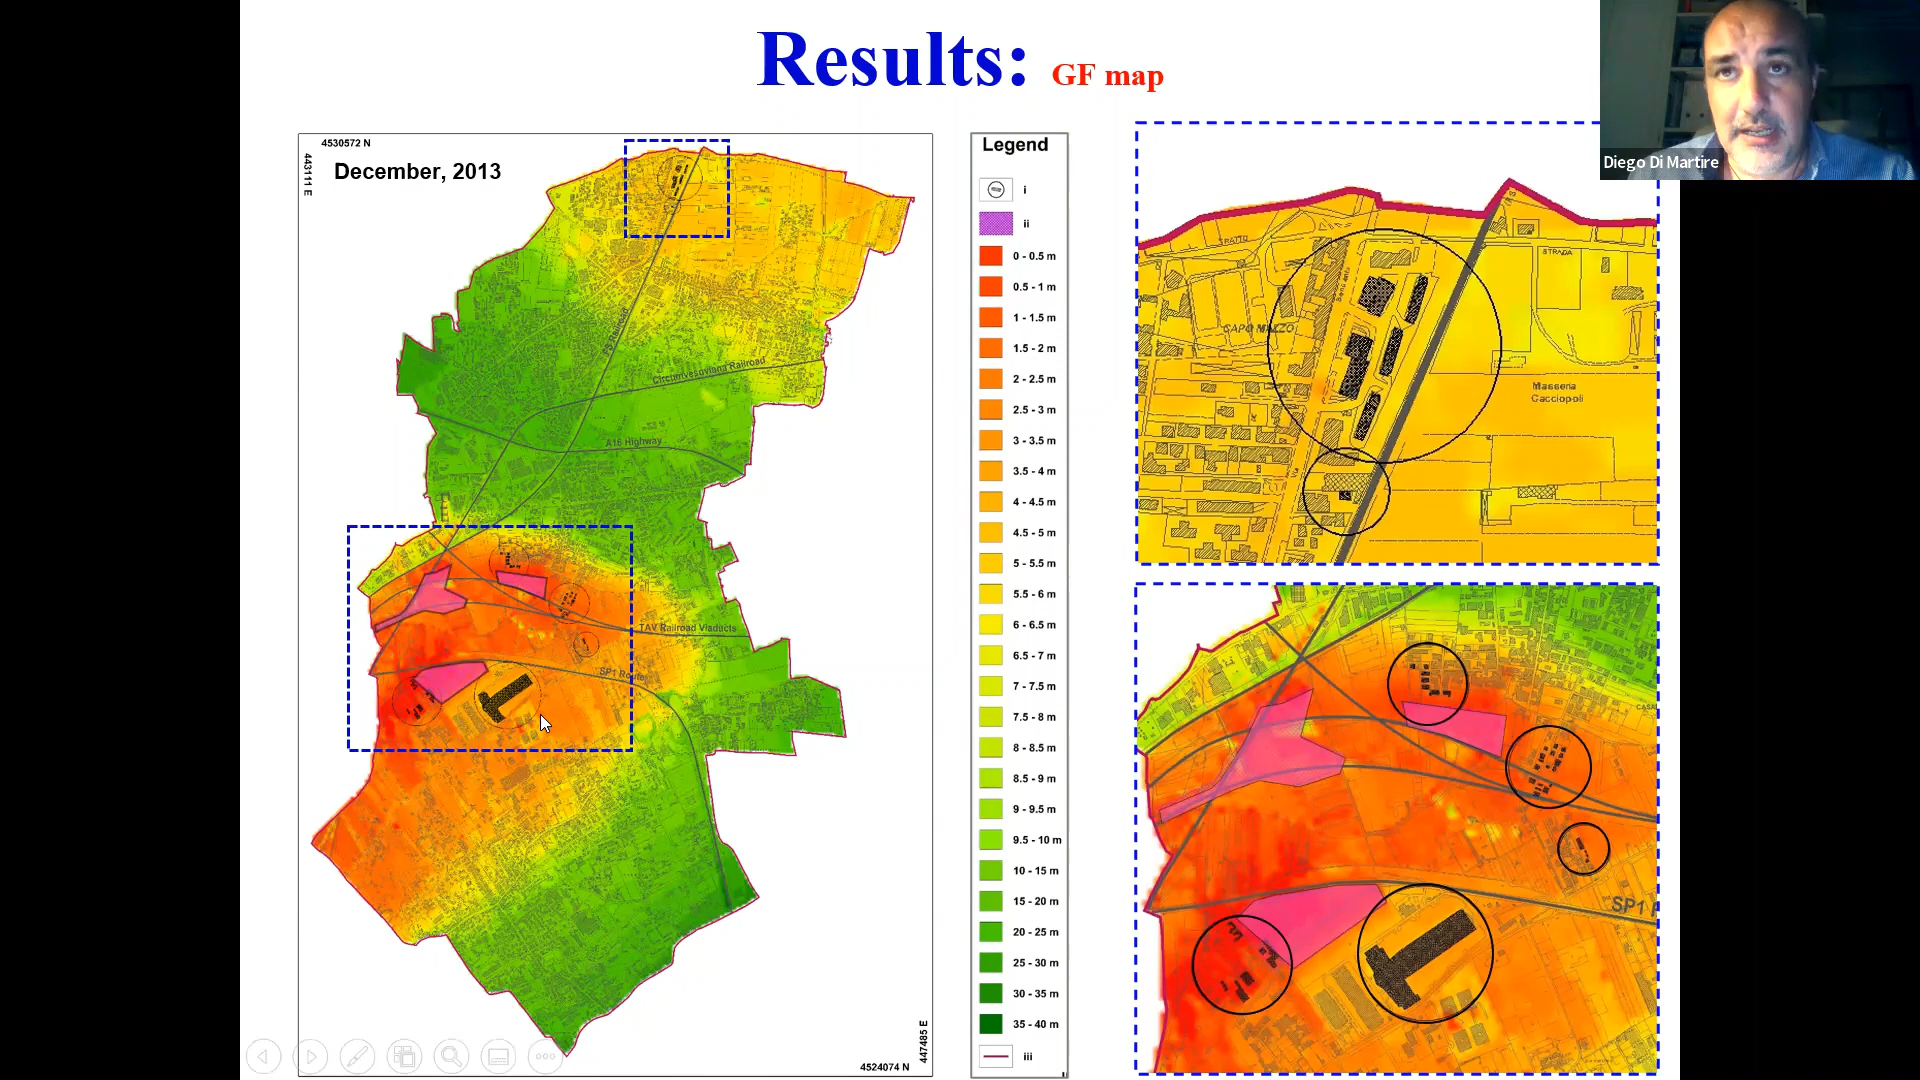 Results: GF map
Diego Di Martire
4530572 N
443111 E
December, 2013
PS Railroad
Circumvesuviana Railroad
A16 Highway
TAV Railroad Viaducts
SP1 Route
447485 E
4524074 N
Legend
i
ii
0 - 0.5 m
0.5 - 1 m
1 - 1.5 m
1.5 - 2 m
2 - 2.5 m
2.5 - 3 m
3 - 3.5 m
3.5 - 4 m
4 - 4.5 m
4.5 - 5 m
5 - 5.5 m
5.5 - 6 m
6 - 6.5 m
6.5 - 7 m
7 - 7.5 m
7.5 - 8 m
8 - 8.5 m
8.5 - 9 m
9 - 9.5 m
9.5 - 10 m
10 - 15 m
15 - 20 m
20 - 25 m
25 - 30 m
30 - 35 m
35 - 40 m
iii
STRADA
CAPO MAZZO
Masseria
Cacciopoli
SP1